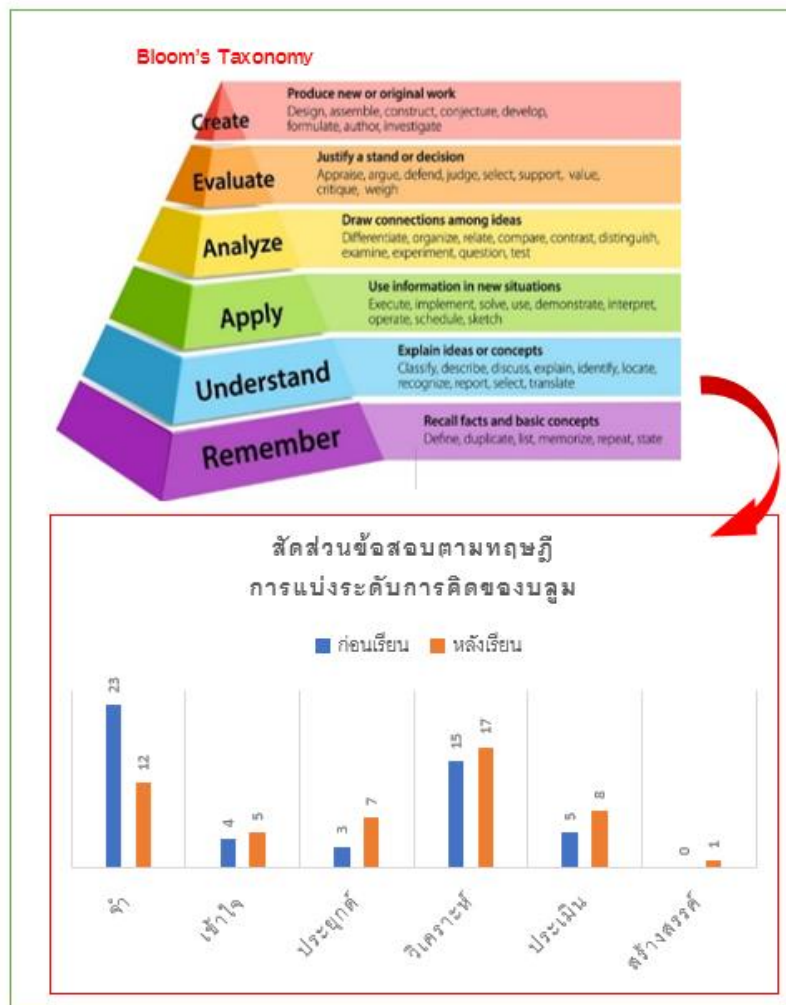 Bloom's Taxonomy
Create
Produce new or original work
Design, assemble, construct, conjecture, develop,
formulate, author, investigate
Evaluate
Justify a stand or decision
Appraise, argue, defend, judge, select, support, value,
critique, weigh
Analyze
Draw connections among ideas
Differentiate, organize, relate, compare, contrast, distinguish,
examine, experiment, question, test
Apply
Use information in new situations
Execute, implement, solve, use, demonstrate, interpret,
operate, schedule, sketch
Understand
Explain ideas or concepts
Classify, describe, discuss, explain, identify, locate,
recognize, report, select, translate
Remember
Recall facts and basic concepts
Define, duplicate, list, memorize, repeat, state
สัดส่วนข้อสอบตามทฤษฎี
การแบ่งระดับการคิดของบลูม
ก่อนเรียน หลังเรียน
23 12 4 5 3 7 15 17 5 8 0 1
จำ เข้าใจ ประยุกต์ วิเคราะห์ ประเมิน สร้างสรรค์